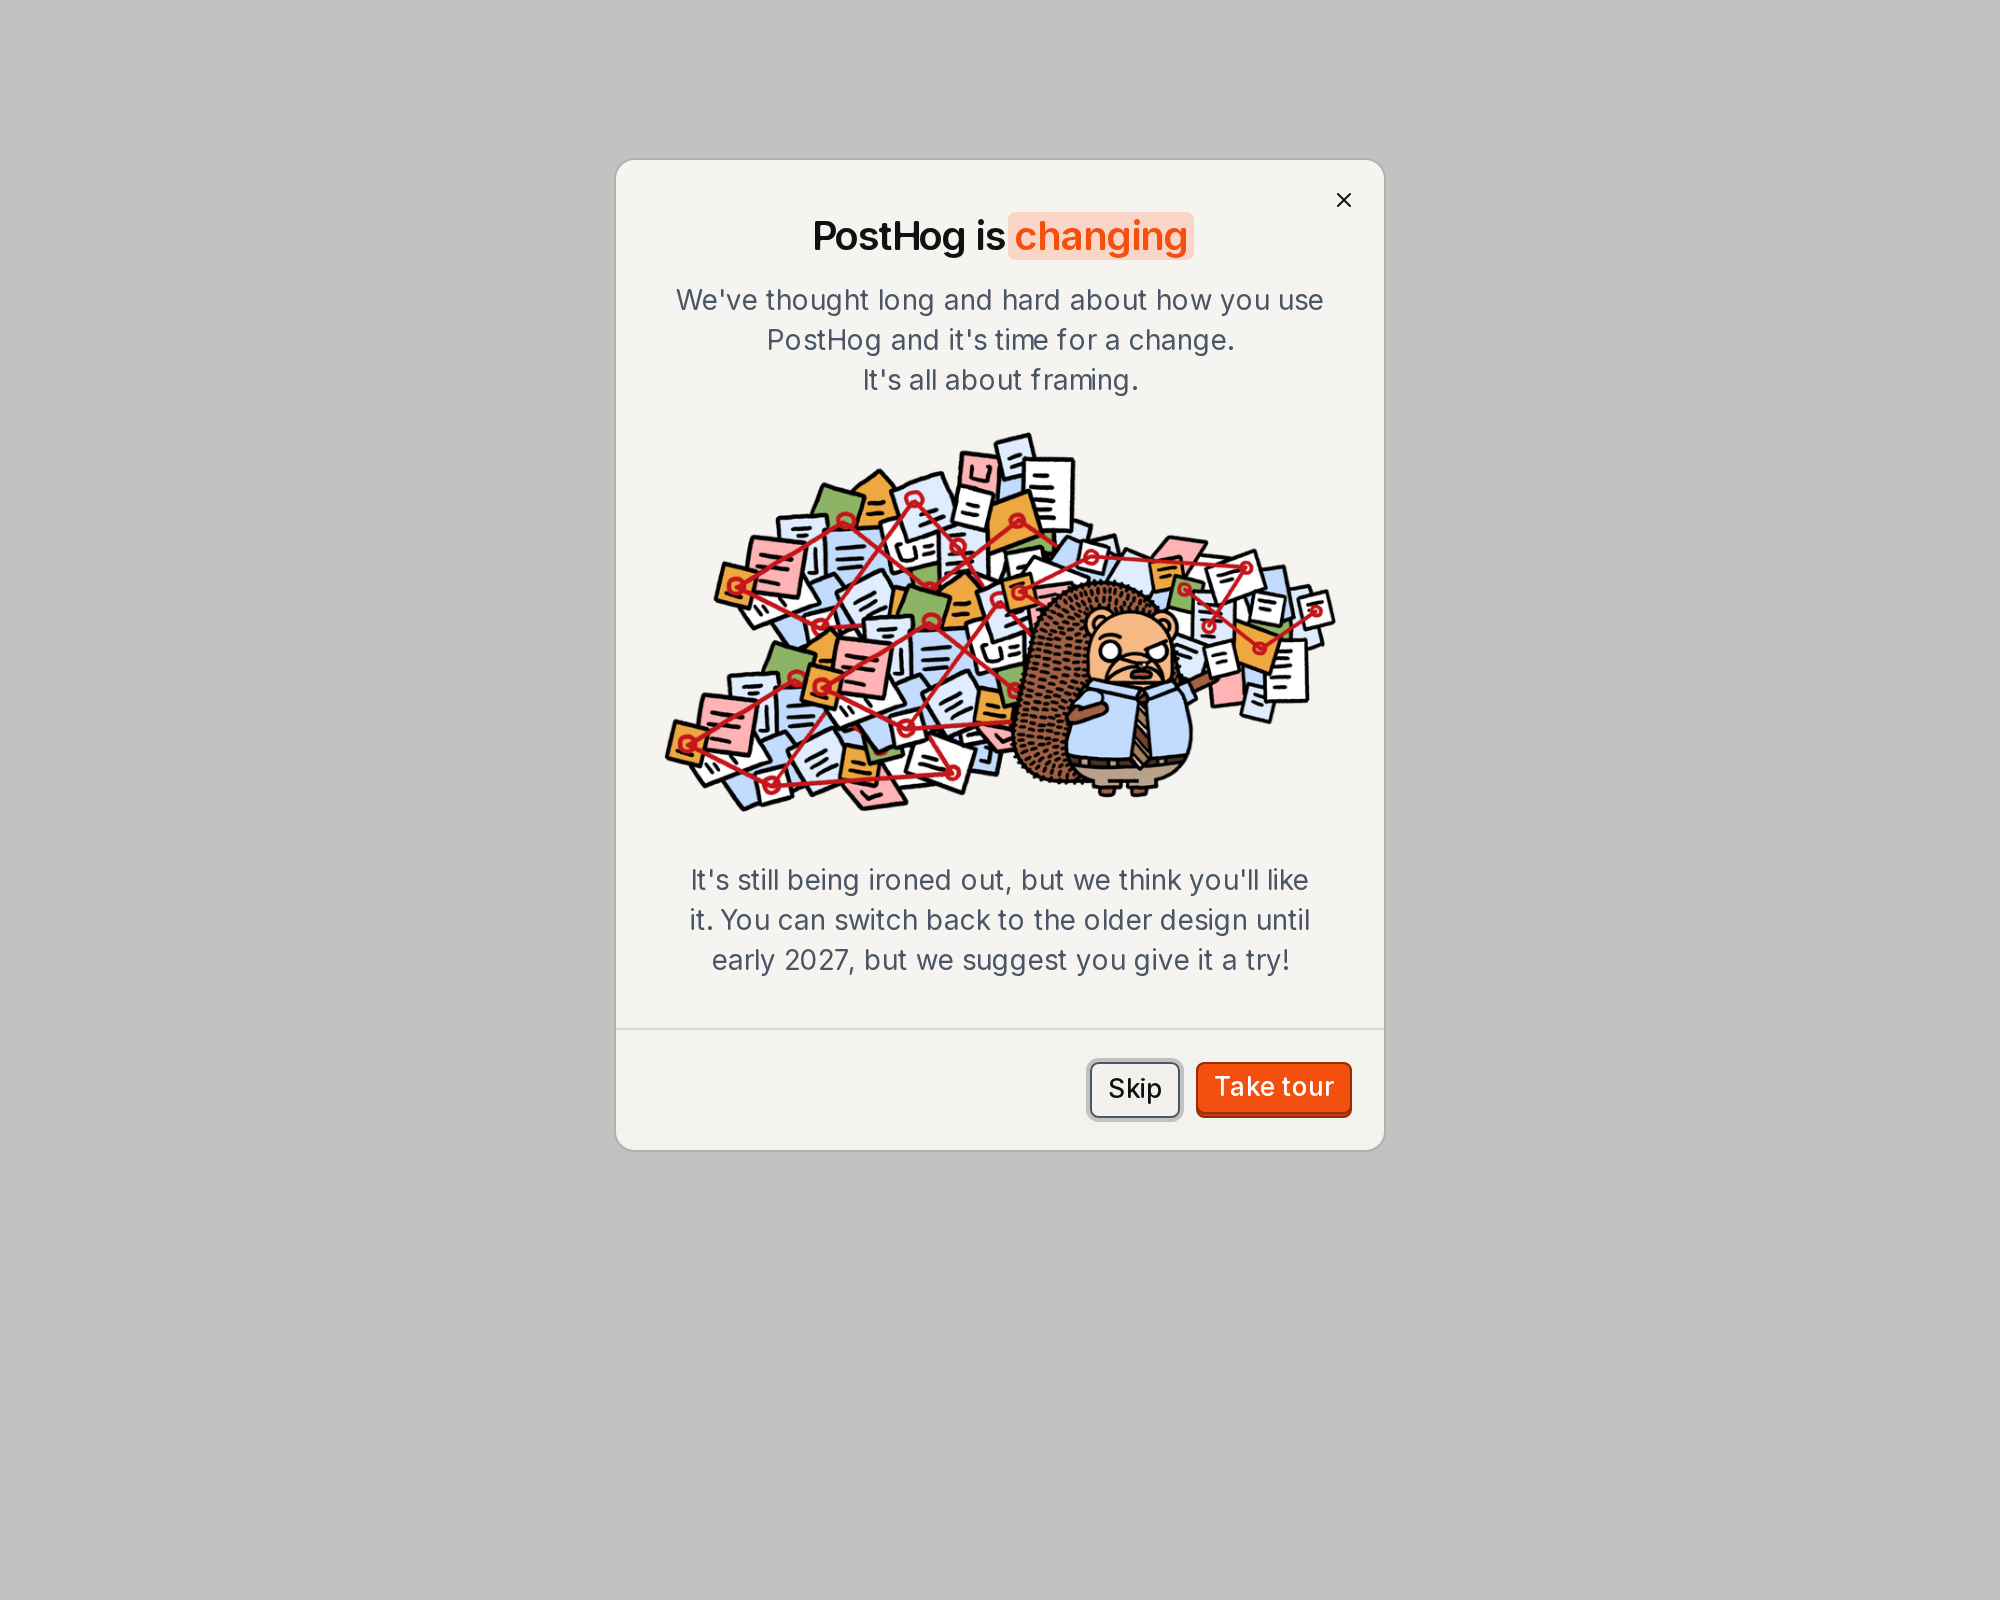 PostHog is changing
We've thought long and hard about how you use
PostHog and it's time for a change.
It's all about framing.
It's still being ironed out, but we think you'll like
it. You can switch back to the older design until
early 2027, but we suggest you give it a try!
Skip
Take tour